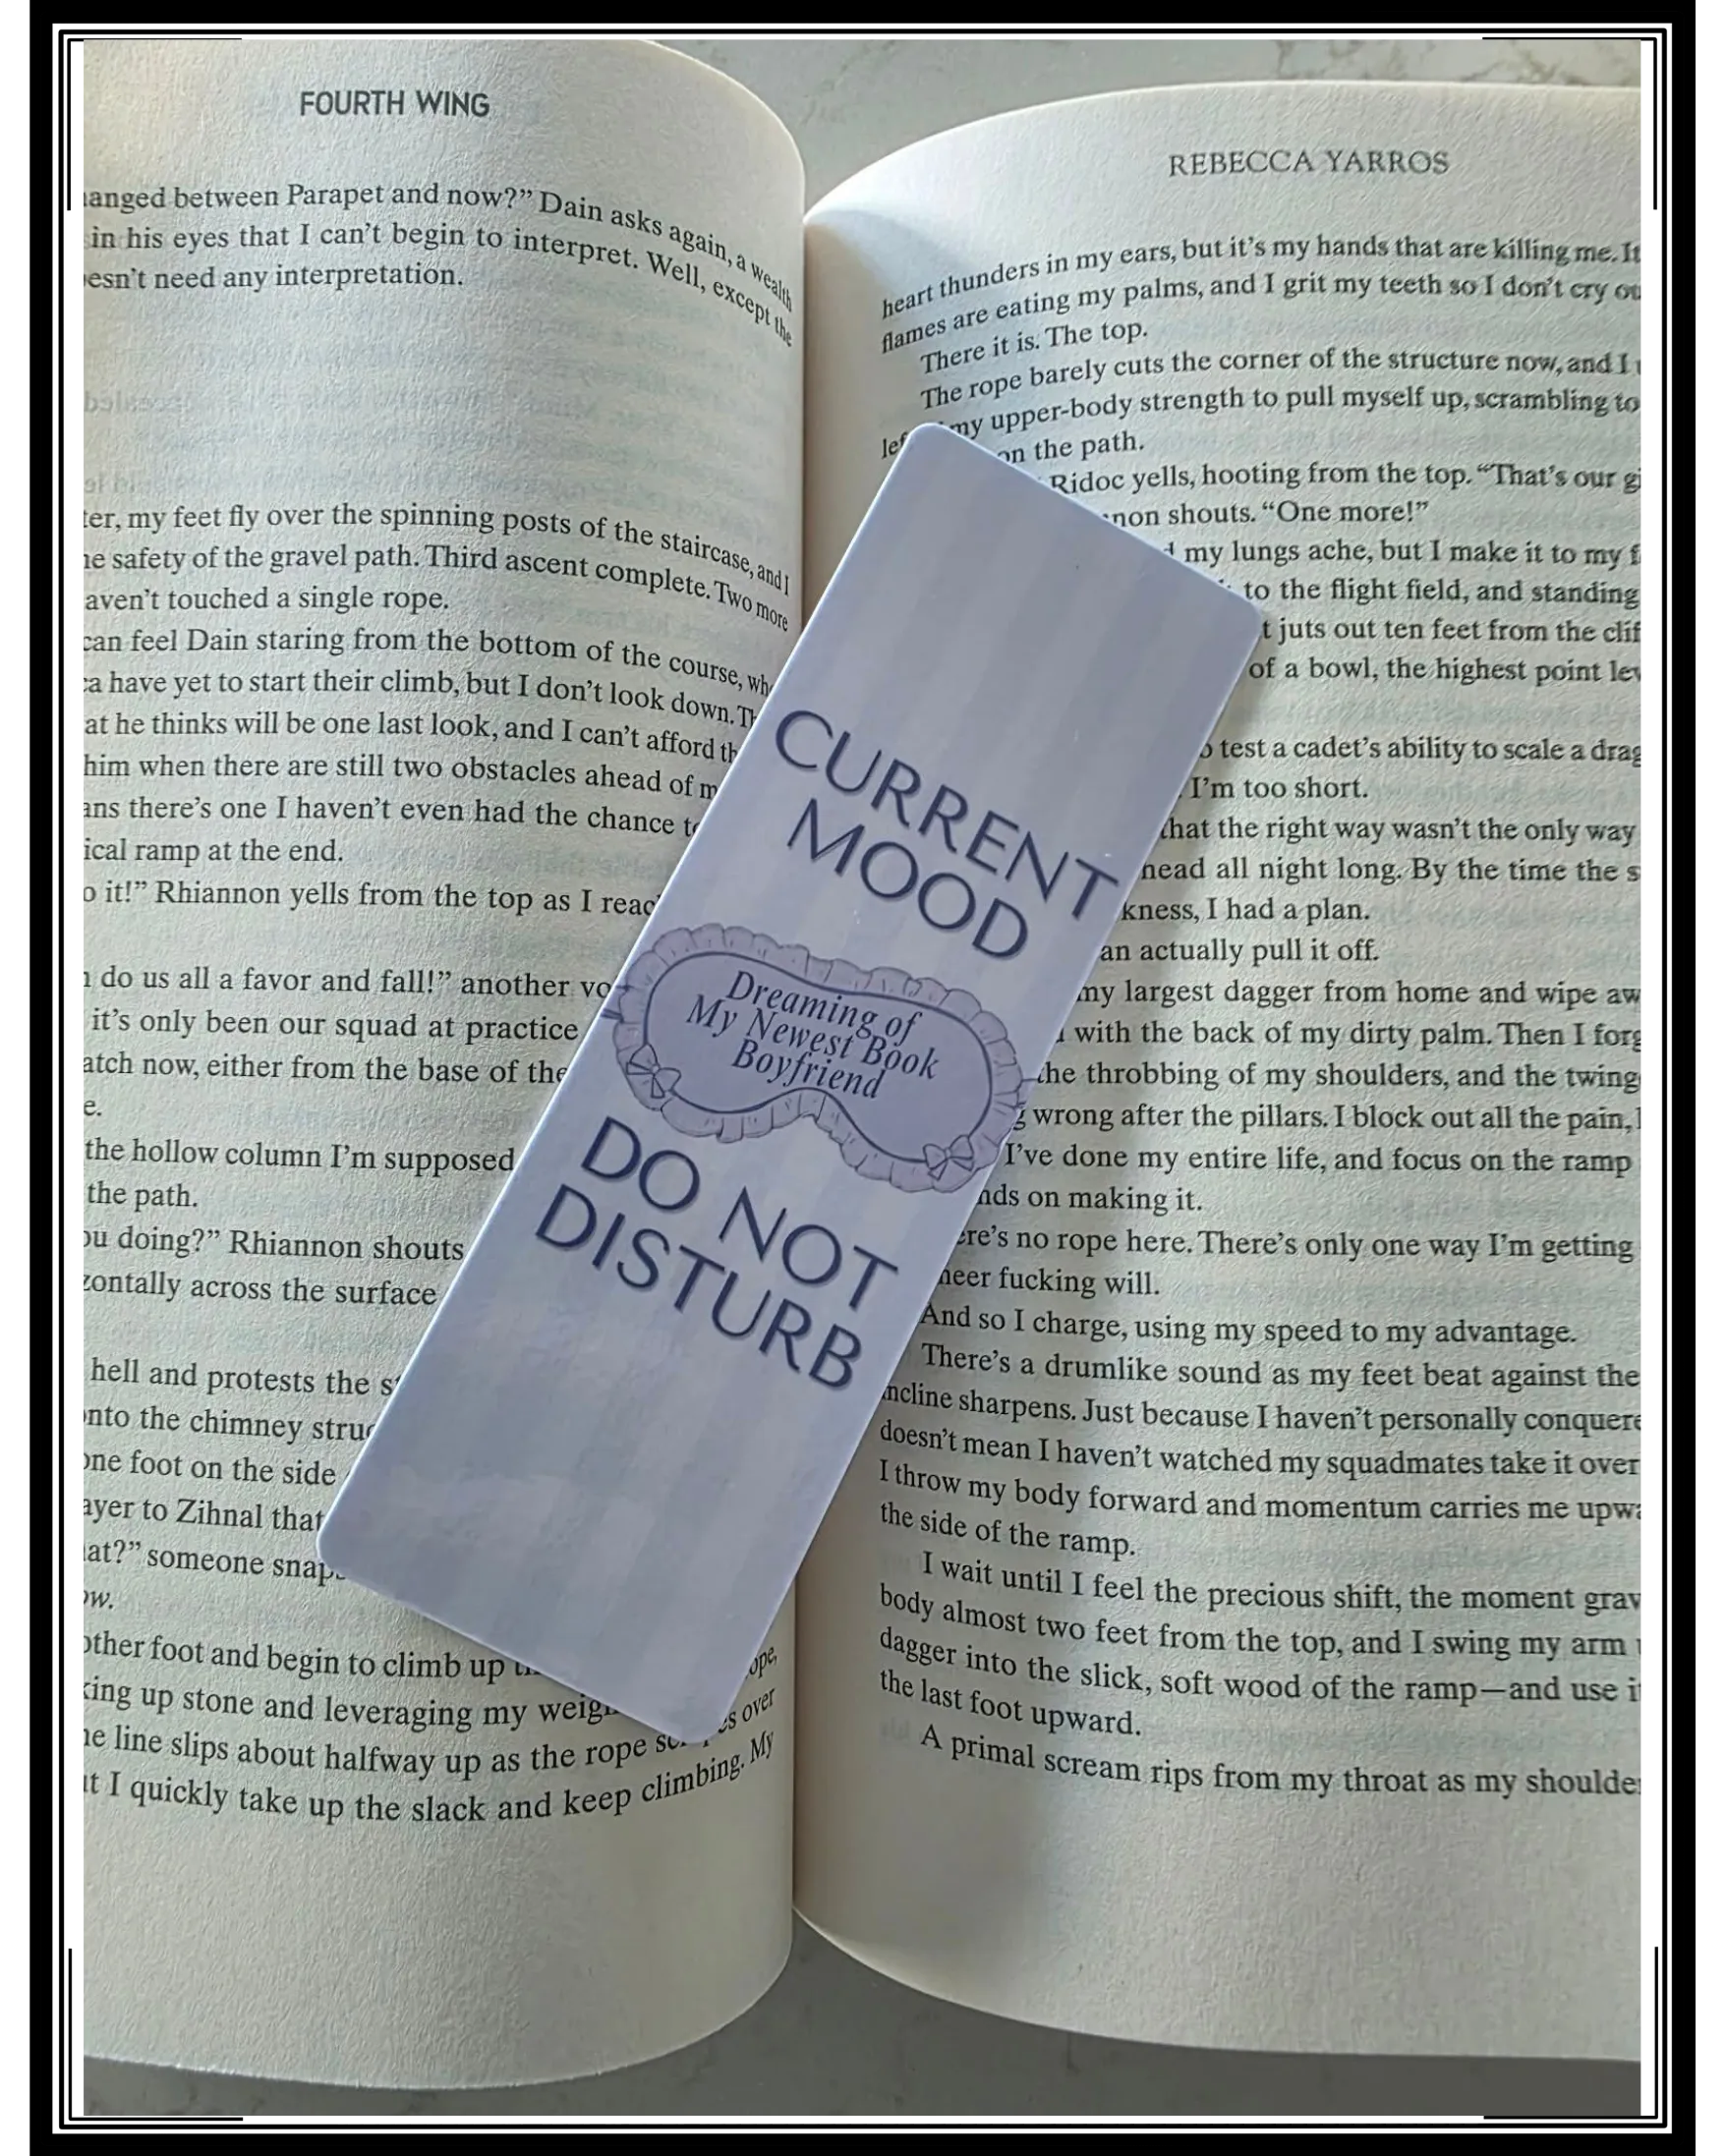 FOURTH WING
anged between Parapet and now?” Dain asks again, a wealth
in his eyes that I can’t begin to interpret. Well, except the
esn’t need any interpretation.
ter, my feet fly over the spinning posts of the staircase, and I
safety of the gravel path. Third ascent complete. Two more
aven’t touched a single rope.
can feel Dain staring from the bottom of the course,
have yet to start their climb, but I don’t look down.
at he thinks will be one last look, and I can’t afford
him when there are still two obstacles ahead of
ans there’s one I haven’t even had the chance
ical ramp at the end.
o it!” Rhiannon yells from the top as I
do us all a favor and fall!” another
it’s only been our squad at practice
atch now, either from the base of the
e.
the hollow column I’m supposed
the path.
ou doing?” Rhiannon shouts
zontally across the surface
hell and protests the
onto the chimney
one foot on the side
ayer to Zihnal that
at?” someone
ow.
other foot and begin to climb up
king up stone and leveraging my
ope,
line slips about halfway up as the rope
over
I quickly take up the slack and keep climbing. My
CURRENT
MOOD
Dreaming of
My Newest Book
Boyfriend
DO NOT
DISTURB
REBECCA YARROS
heart thunders in my ears, but it’s my hands that are killing me. It
flames are eating my palms, and I grit my teeth so I don’t cry
There it is. The top.
The rope barely cuts the corner of the structure now, and I
my upper-body strength to pull myself up, scrambling to
on the path.
Ridoc yells, hooting from the top. “That’s our
non shouts. “One more!”
my lungs ache, but I make it to my
to the flight field, and standing
t juts out ten feet from the
of a bowl, the highest point
test a cadet’s ability to scale a
I’m too short.
that the right way wasn’t the only way
head all night long. By the time the
kness, I had a plan.
an actually pull it off.
my largest dagger from home and wipe
with the back of my dirty palm. Then I
the throbbing of my shoulders, and the
wrong after the pillars. I block out all the pain,
I’ve done my entire life, and focus on the ramp
nds on making it.
ere’s no rope here. There’s only one way I’m getting
heer fucking will.
And so I charge, using my speed to my advantage.
There’s a drumlike sound as my feet beat against the
incline sharpens. Just because I haven’t personally
doesn’t mean I haven’t watched my squadmates take it over
I throw my body forward and momentum carries me
the side of the ramp.
I wait until I feel the precious shift, the moment
body almost two feet from the top, and I swing my arm
dagger into the slick, soft wood of the ramp—and use
the last foot upward.
A primal scream rips from my throat as my